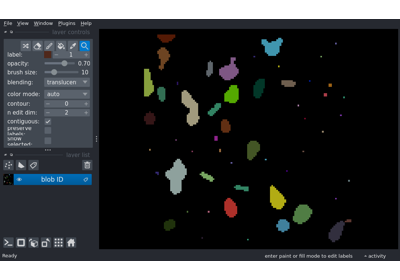 File View Window Plugins Help
layer controls
label: 1
opacity: 0.70
brush size: 10
blending: translucen
color mode: auto
contour: 0
n edit dim: 2
contiguous:
preserve
labels:
show
selected:
layer list
blob ID
Ready
enter paint or fill mode to edit labels
activity